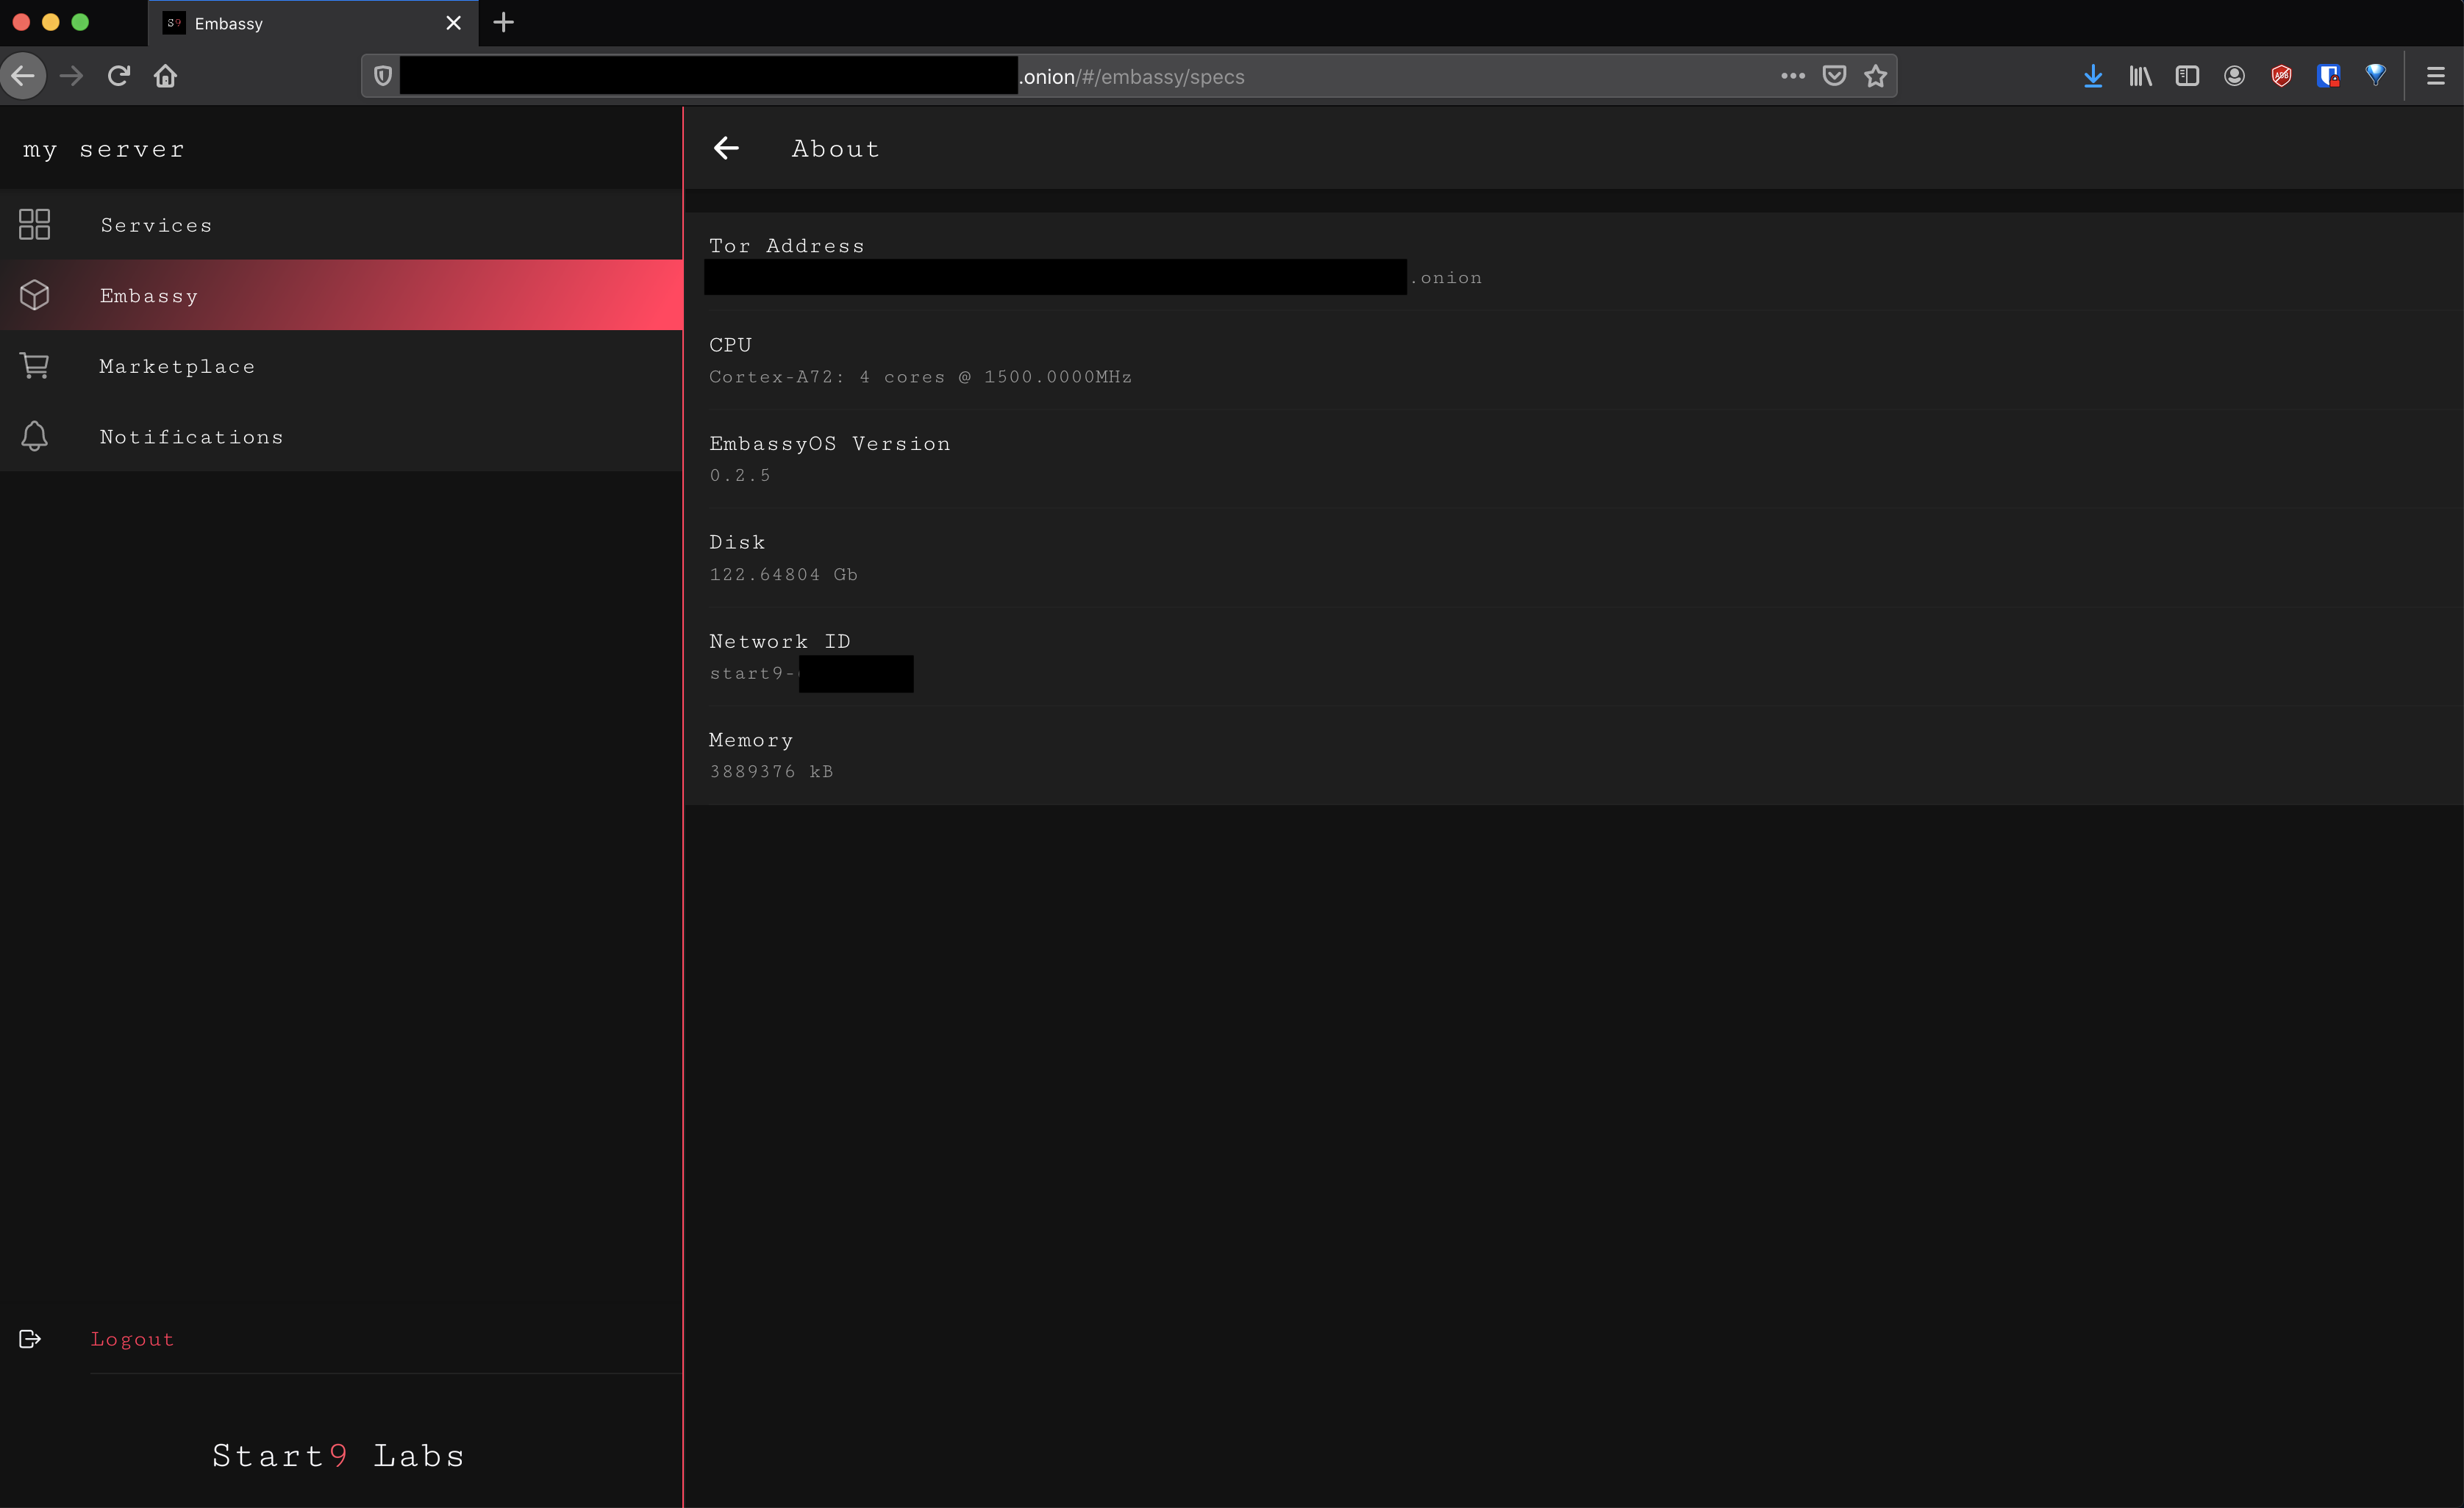 Embassy
.onion/#/embassy/specs
my server
Services
Embassy
Marketplace
Notifications
Logout
Start9 Labs
About
Tor Address
.onion
CPU
Cortex-A72: 4 cores @ 1500.0000MHz
EmbassyOS Version
0.2.5
Disk
122.64804 Gb
Network ID
start9-
Memory
3889376 kB